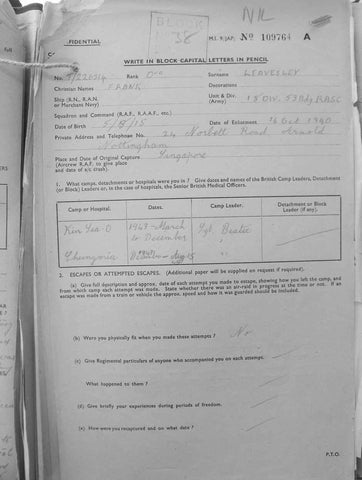 NIL
BLOCK
38
FIDENTIAL
M.I. 9/JAP/ No 109764 A
WRITE IN BLOCK CAPITAL LETTERS IN PENCIL
No. Rank Surname LEAVESLEY
Christian Names Decorations
Ship (R.N., R.A.N. or Merchant Navy) Unit & Div. (Army) 18 DIV. RASC
Squadron and Command (R.A.F., R.A.A.F., etc.)
Date of Birth Date of Enlistment 16 Oct 1940
Private Address and Telephone No. 24 Road, Arnold
Nottingham
Place and Date of Original Capture Singapore
(Aircrew R.A.F. to give place and date of a/c crash).
1. What camps, detachments or hospitals were you in? Give dates and names of the British Camp Leaders, Detachment
(or Block) Leaders or, in the case of hospitals, the Senior British Medical Officers.
Camp or Hospital. Dates. Camp Leader. Detachment or Block Leader (if any).
March Sgt
to December "
2. ESCAPES OR ATTEMPTED ESCAPES. (Additional paper will be supplied on request if required).
(a) Give full description and approx. date of each attempt you made to escape, showing how you left the camp, and
from which camp each attempt was made. State whether there was an air-raid in progress at the time or not. If an
escape was made from a train or vehicle the approx. speed and how it was guarded should be included.
(b) Were you physically fit when you made these attempts? No
(c) Give Regimental particulars of anyone who accompanied you on each attempt.
What happened to them?
(d) Give briefly your experiences during periods of freedom.
(e) How were you recaptured and on what date?
P.T.O.